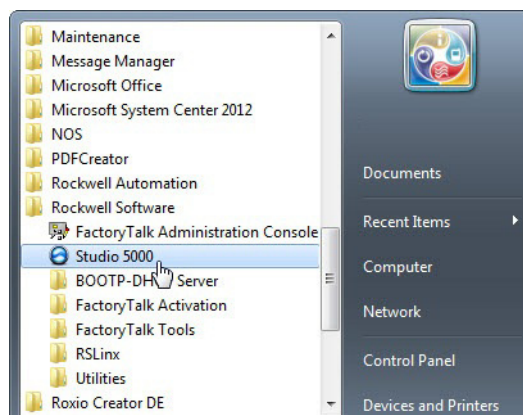 Maintenance
Message Manager
Microsoft Office
Microsoft System Center 2012
NOS
PDFCreator
Rockwell Automation
Rockwell Software
FactoryTalk Administration Console
Studio 5000
BOOTP-DH Server
FactoryTalk Activation
FactoryTalk Tools
RSLinx
Utilities
Roxio Creator DE
Documents
Recent Items
Computer
Network
Control Panel
Devices and Printers